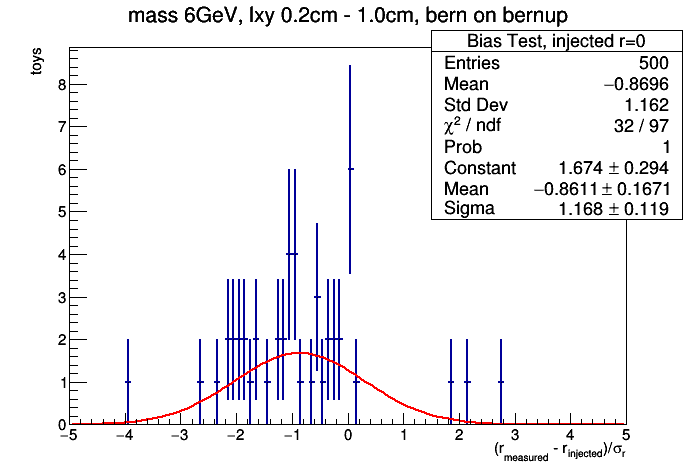 mass 6GeV, lxy 0.2cm - 1.0cm, bern on bernup
toys
Bias Test, injected r=0
Entries 500
Mean −0.8696
Std Dev 1.162
χ² / ndf 32 / 97
Prob 1
Constant 1.674 ± 0.294
Mean −0.8611 ± 0.1671
Sigma 1.168 ± 0.119
8
7
6
5
4
3
2
1
0
−5 −4 −3 −2 −1 0 1 2 3 4 5
(r_measured - r_injected)/σ_r